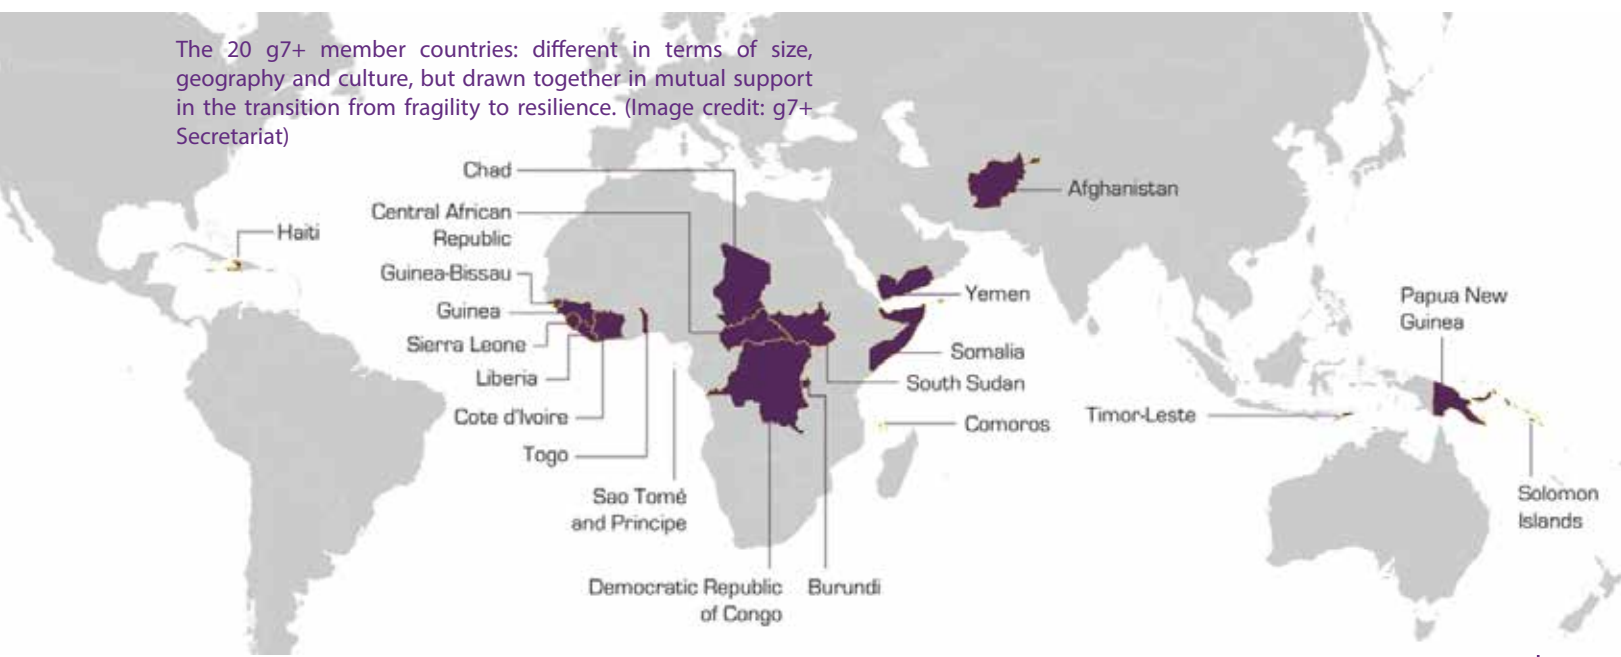 The 20 g7+ member countries: different in terms of size,
geography and culture, but drawn together in mutual support
in the transition from fragility to resilience. (Image credit: g7+
Secretariat)
Chad
Central African
Republic
Haiti
Guinea-Bissau
Guinea
Sierra Leone
Liberia
Cote d'Ivoire
Togo
Sao Tomé
and Principe
Democratic Republic
of Congo
Burundi
Afghanistan
Yemen
Somalia
South Sudan
Comoros
Timor-Leste
Papua New
Guinea
Solomon
Islands